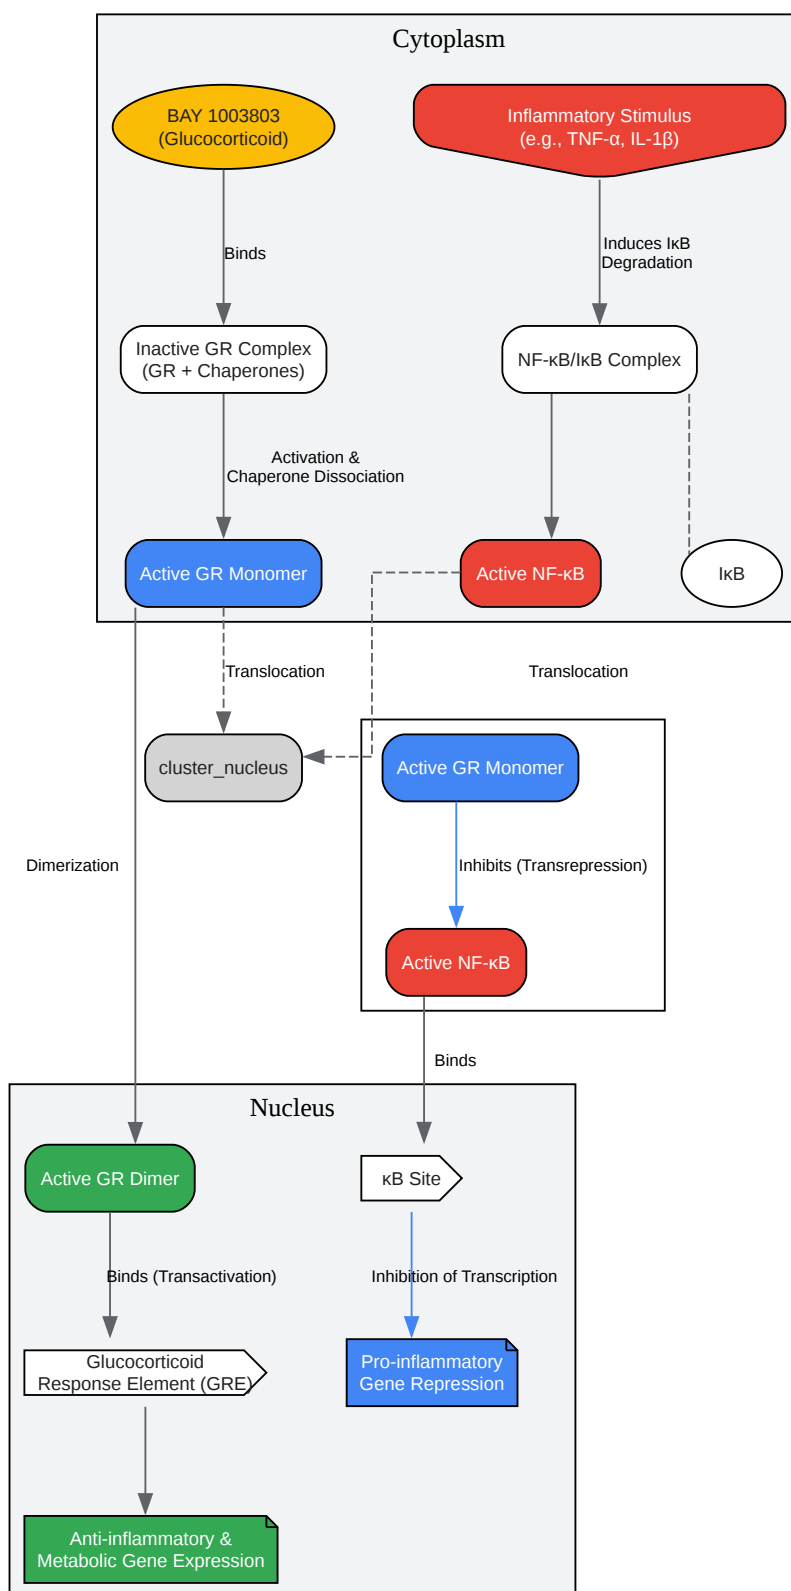 Cytoplasm
BAY 1003803
(Glucocorticoid)
Inflammatory Stimulus
(e.g., TNF-α, IL-1β)
Binds
Induces IκB
Degradation
Inactive GR Complex
(GR + Chaperones)
NF-κB/IκB Complex
Activation &
Chaperone Dissociation
Active GR Monomer
Active NF-κB
IκB
Translocation
Translocation
cluster_nucleus
Active GR Monomer
Dimerization
Inhibits (Transrepression)
Active NF-κB
Binds
Nucleus
Active GR Dimer
κB Site
Binds (Transactivation)
Inhibition of Transcription
Glucocorticoid
Response Element (GRE)
Pro-inflammatory
Gene Repression
Anti-inflammatory &
Metabolic Gene Expression